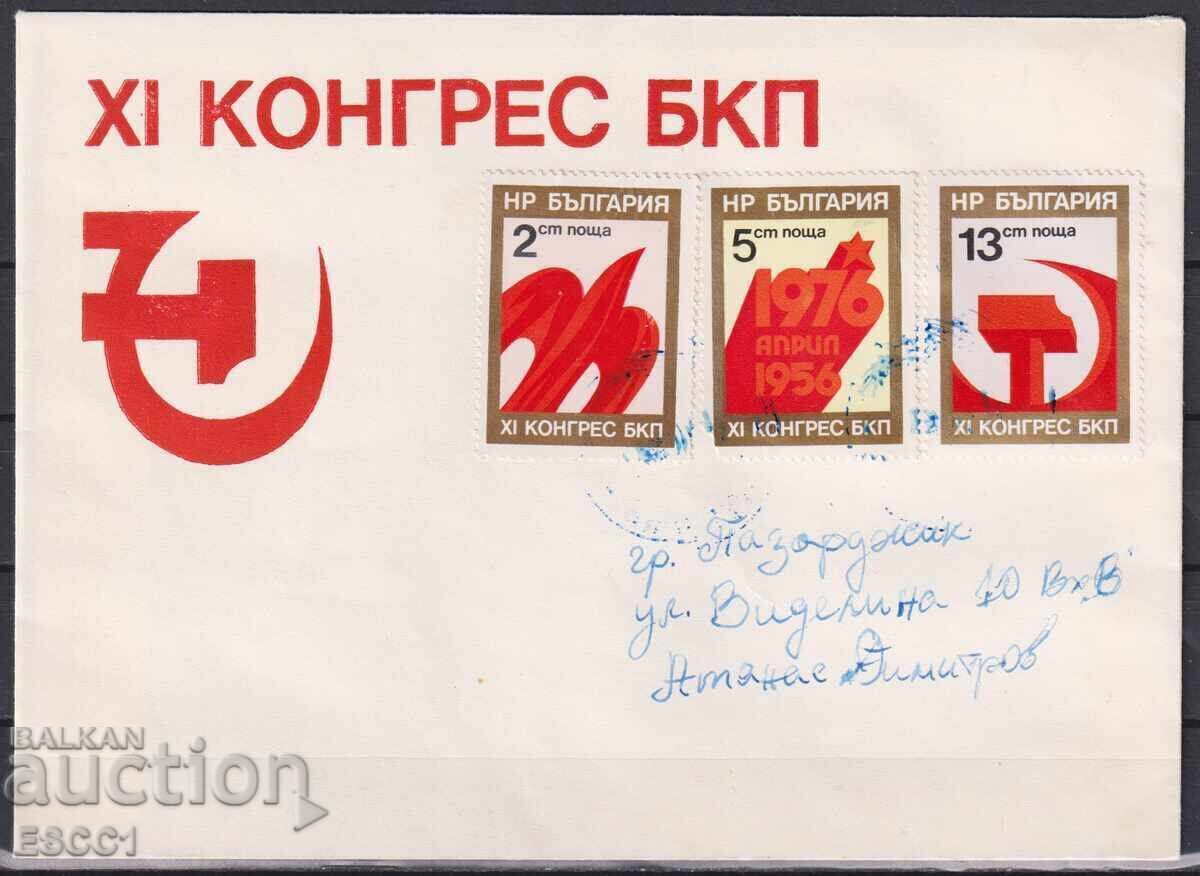 XI КОНГРЕС БКП
НР БЪЛГАРИЯ
2 ст поща
XI КОНГРЕС БКП
НР БЪЛГАРИЯ
5 ст поща
1976
АПРИЛ
1956
XI КОНГРЕС БКП
НР БЪЛГАРИЯ
13 ст поща
XI КОНГРЕС БКП
гр. Пазарджик
ул. Виделина 10 Вх. В
Атанас Димитров
BALKAN
auction
ESCC1